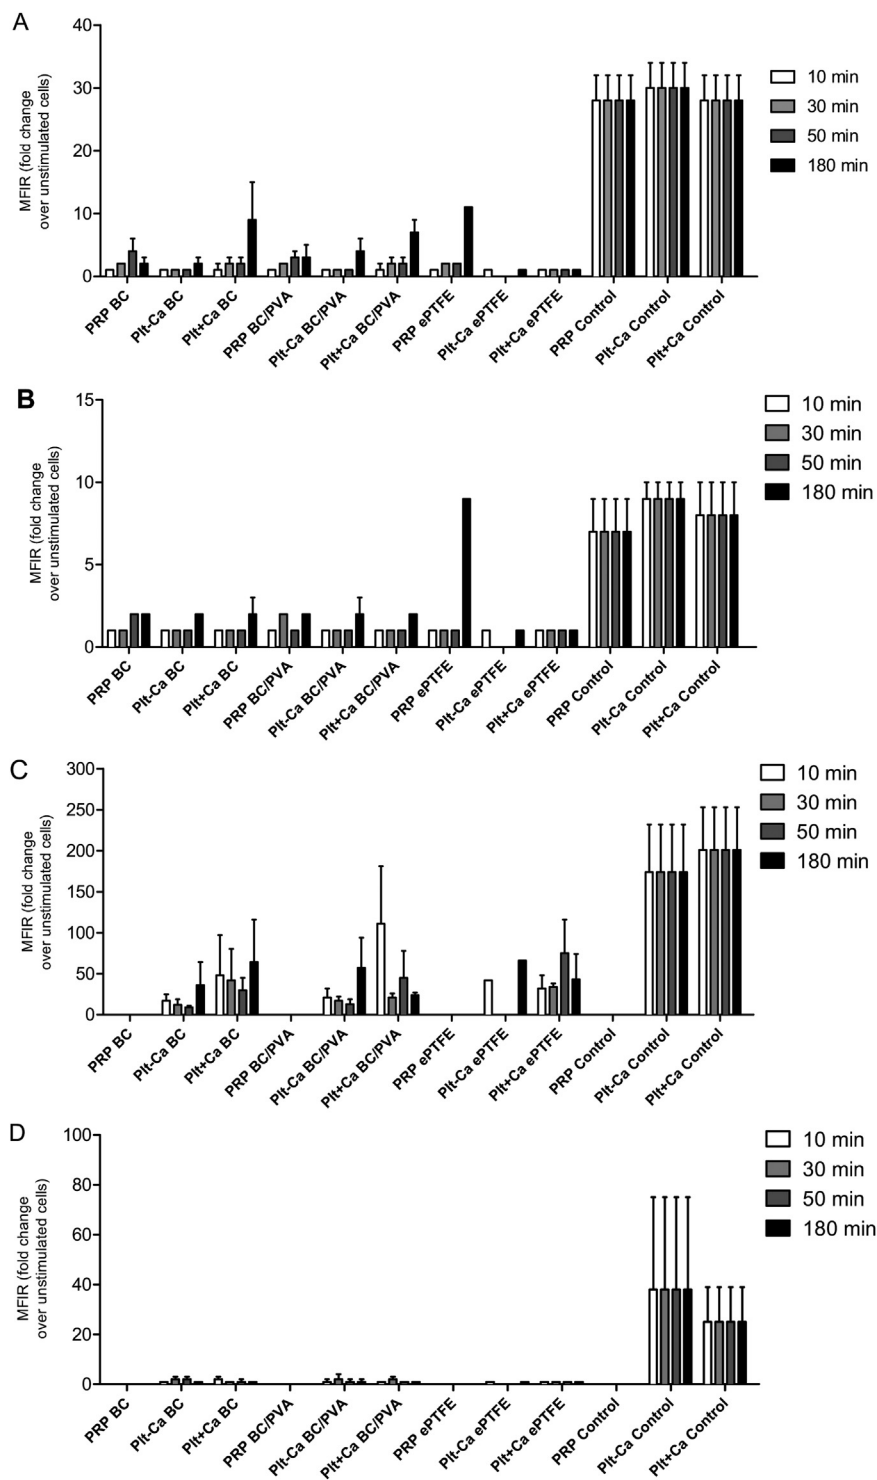 A
MFIR (fold change
over unstimulated cells)
40
30
20
10
0
10 min
30 min
50 min
180 min
PRP BC
Plt-Ca BC
Plt+Ca BC
PRP BC/PVA
Plt-Ca BC/PVA
Plt+Ca BC/PVA
PRP ePTFE
Plt-Ca ePTFE
Plt+Ca ePTFE
PRP Control
Plt-Ca Control
Plt+Ca Control
B
MFIR (fold change
over unstimulated cells)
15
10
5
0
10 min
30 min
50 min
180 min
PRP BC
Plt-Ca BC
Plt+Ca BC
PRP BC/PVA
Plt-Ca BC/PVA
Plt+Ca BC/PVA
PRP ePTFE
Plt-Ca ePTFE
Plt+Ca ePTFE
PRP Control
Plt-Ca Control
Plt+Ca Control
C
MFIR (fold change
over unstimulated cells)
300
250
200
150
100
50
0
10 min
30 min
50 min
180 min
PRP BC
Plt-Ca BC
Plt+Ca BC
PRP BC/PVA
Plt-Ca BC/PVA
Plt+Ca BC/PVA
PRP ePTFE
Plt-Ca ePTFE
Plt+Ca ePTFE
PRP Control
Plt-Ca Control
Plt+Ca Control
D
MFIR (fold change
over unstimulated cells)
100
80
60
40
20
0
10 min
30 min
50 min
180 min
PRP BC
Plt-Ca BC
Plt+Ca BC
PRP BC/PVA
Plt-Ca BC/PVA
Plt+Ca BC/PVA
PRP ePTFE
Plt-Ca ePTFE
Plt+Ca ePTFE
PRP Control
Plt-Ca Control
Plt+Ca Control